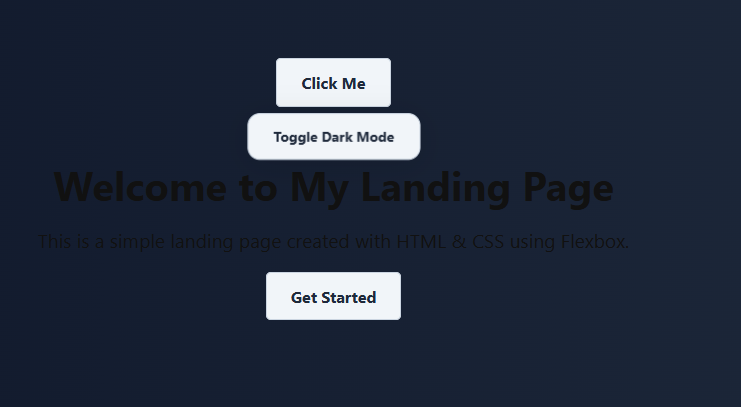 Click Me
Toggle Dark Mode
Welcome to My Landing Page
This is a simple landing page created with HTML & CSS using Flexbox.
Get Started